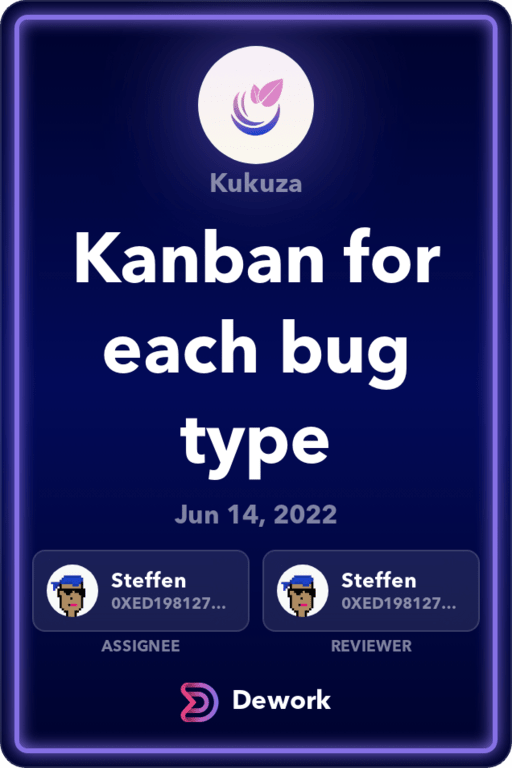 Kukuza
Kanban for
each bug
type
Jun 14, 2022
Steffen
0XED198127...
ASSIGNEE
Steffen
0XED198127...
REVIEWER
Dework